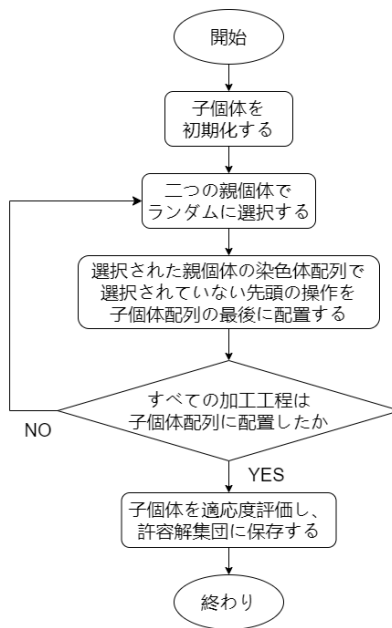 開始
子個体を
初期化する
二つの親個体で
ランダムに選択する
選択された親個体の染色体配列で
選択されていない先頭の操作を
子個体配列の最後に配置する
すべての加工工程は
子個体配列に配置したか
NO
YES
子個体を適応度評価し、
許容解集団に保存する
終わり